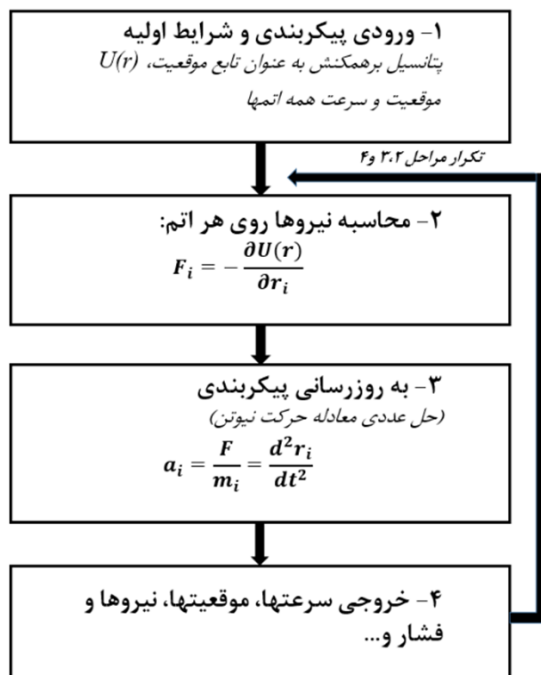 ۱- ورودی پیکربندی و شرایط اولیه
پتانسیل برهمکنش به عنوان تابع موقعیت، U(r)
موقعیت و سرعت همه اتمها
تکرار مراحل ۳،۲ و۴
۲- محاسبه نیروها روی هر اتم:
F_i = - ∂U(r) / ∂r_i
۳- به روزرسانی پیکربندی
(حل عددی معادله حرکت نیوتن)
a_i = F / m_i = d²r_i / dt²
۴- خروجی سرعتها، موقعیتها، نیروها و
فشار و...